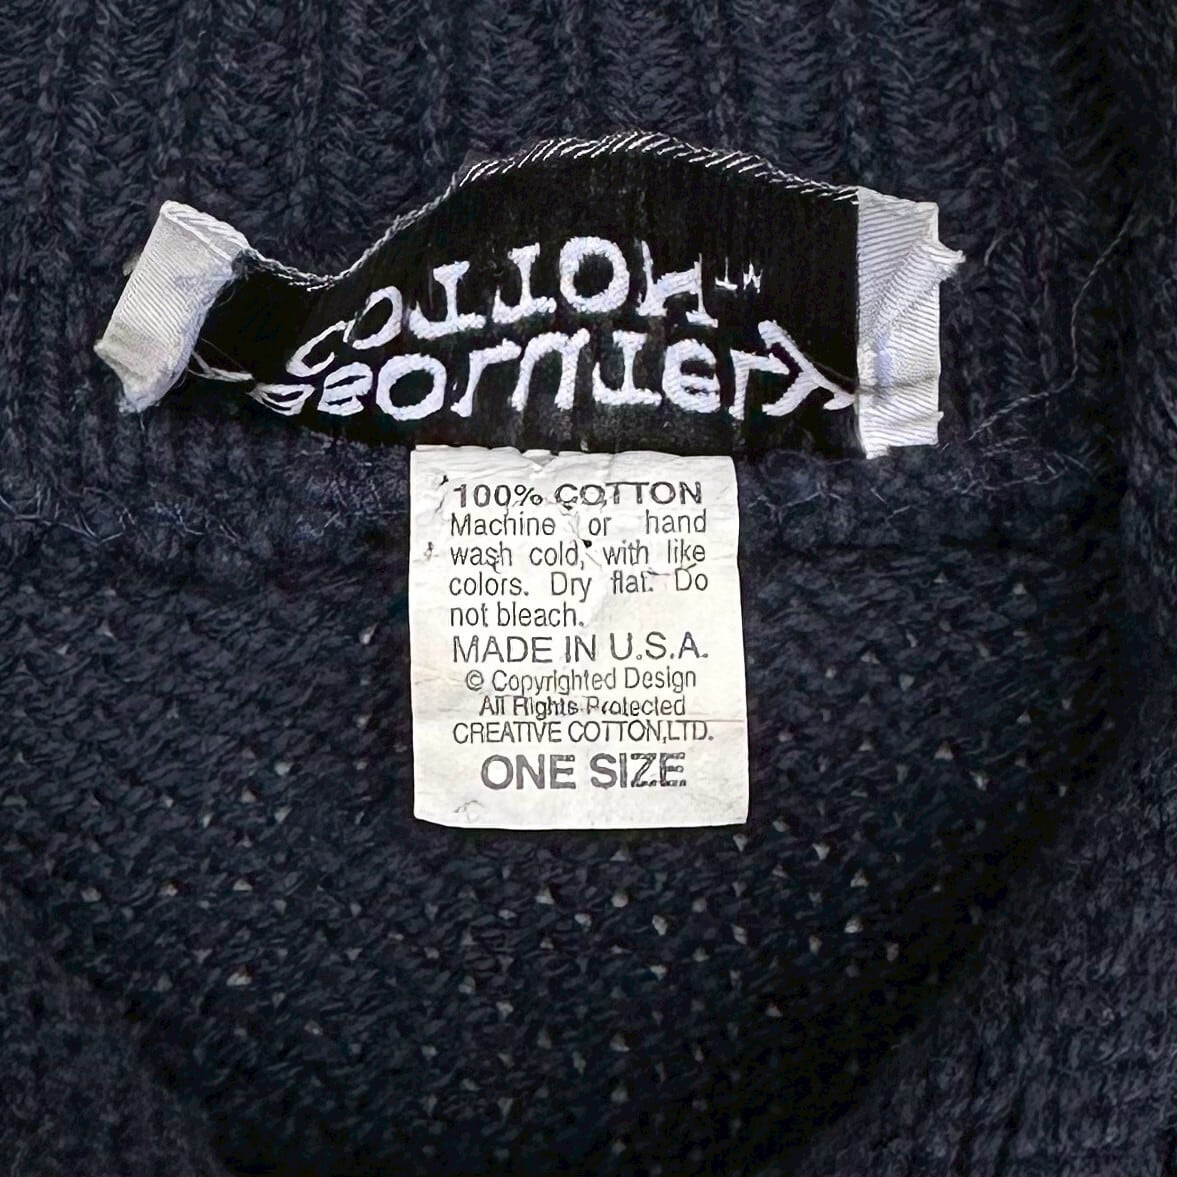 COTTON™
100% COTTON
Machine or hand
wash cold, with like
colors. Dry flat. Do
not bleach.
MADE IN U.S.A.
© Copyrighted Design
All Rights Protected
CREATIVE COTTON,LTD.
ONE SIZE